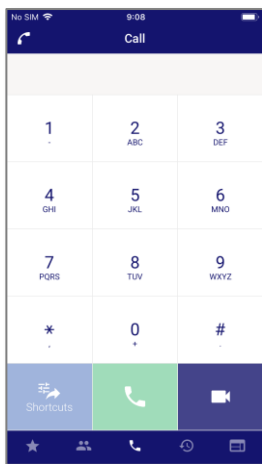 No SIM 9:08
Call
1 2 3
- ABC DEF
4 5 6
GHI JKL MNO
7 8 9
PQRS TUV WXYZ
* 0 #
, + .
Shortcuts